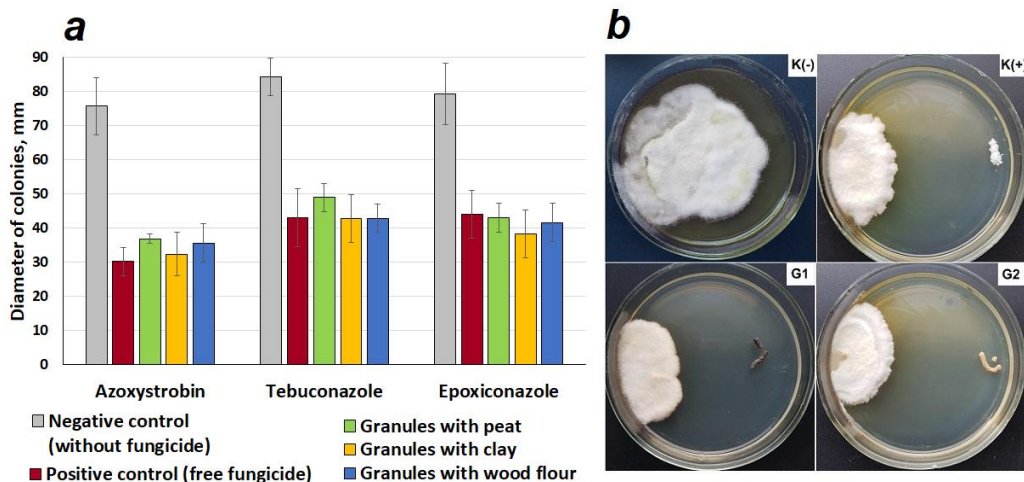 a
b
Diameter of colonies, mm
90
80
70
60
50
40
30
20
10
0
Azoxystrobin
Tebuconazole
Epoxiconazole
Negative control
(without fungicide)
Positive control (free fungicide)
Granules with peat
Granules with clay
Granules with wood flour
K(-)
K(+)
G1
G2